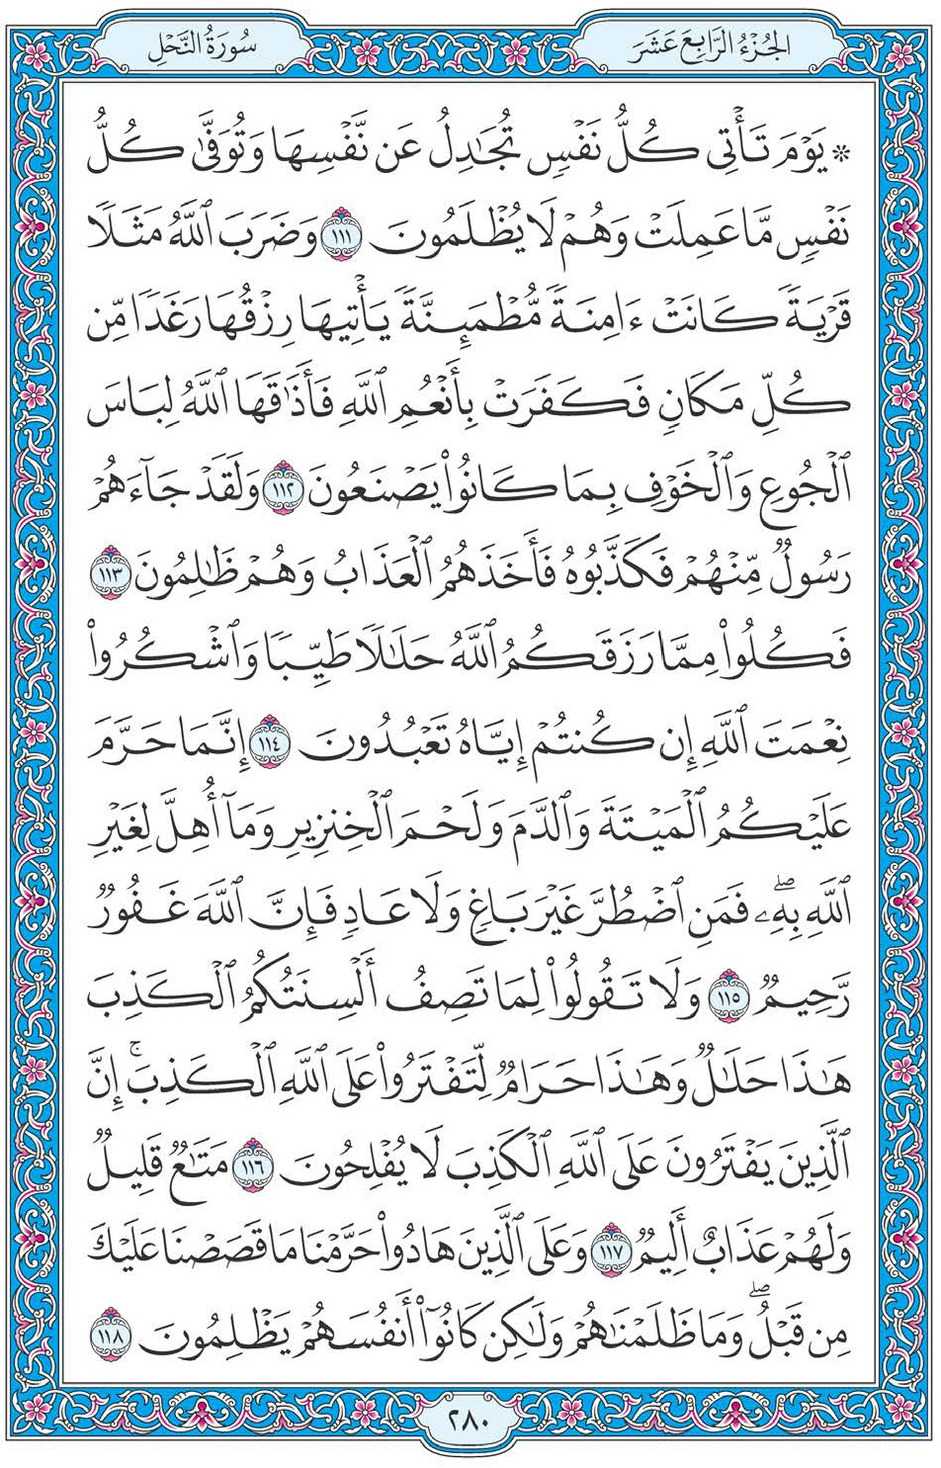 الجُزْءُ الرَّابِعَ عَشَرَ
سُورَةُ النَّحْلِ
۞ يَوْمَ تَأْتِى كُلُّ نَفْسٍ تُجَٰدِلُ عَن نَّفْسِهَا وَتُوَفَّىٰ كُلُّ
نَفْسٍ مَّا عَمِلَتْ وَهُمْ لَا يُظْلَمُونَ ١١١ وَضَرَبَ ٱللَّهُ مَثَلًا
قَرْيَةً كَانَتْ ءَامِنَةً مُّطْمَئِنَّةً يَأْتِيهَا رِزْقُهَا رَغَدًا مِّن
كُلِّ مَكَانٍ فَكَفَرَتْ بِأَنْعُمِ ٱللَّهِ فَأَذَٰقَهَا ٱللَّهُ لِبَاسَ
ٱلْجُوعِ وَٱلْخَوْفِ بِمَا كَانُوا۟ يَصْنَعُونَ ١١٢ وَلَقَدْ جَآءَهُمْ
رَسُولٌ مِّنْهُمْ فَكَذَّبُوهُ فَأَخَذَهُمُ ٱلْعَذَابُ وَهُمْ ظَٰلِمُونَ ١١٣
فَكُلُوا۟ مِمَّا رَزَقَكُمُ ٱللَّهُ حَلَٰلًا طَيِّبًا وَٱشْكُرُوا۟
نِعْمَتَ ٱللَّهِ إِن كُنتُمْ إِيَّاهُ تَعْبُدُونَ ١١٤ إِنَّمَا حَرَّمَ
عَلَيْكُمُ ٱلْمَيْتَةَ وَٱلدَّمَ وَلَحْمَ ٱلْخِنزِيرِ وَمَآ أُهِلَّ لِغَيْرِ
ٱللَّهِ بِهِۦۖ فَمَنِ ٱضْطُرَّ غَيْرَ بَاغٍ وَلَا عَادٍ فَإِنَّ ٱللَّهَ غَفُورٌ
رَّحِيمٌ ١١٥ وَلَا تَقُولُوا۟ لِمَا تَصِفُ أَلْسِنَتُكُمُ ٱلْكَذِبَ
هَٰذَا حَلَٰلٌ وَهَٰذَا حَرَامٌ لِّتَفْتَرُوا۟ عَلَى ٱللَّهِ ٱلْكَذِبَۚ إِنَّ
ٱلَّذِينَ يَفْتَرُونَ عَلَى ٱللَّهِ ٱلْكَذِبَ لَا يُفْلِحُونَ ١١٦ مَتَٰعٌ قَلِيلٌ
وَلَهُمْ عَذَابٌ أَلِيمٌ ١١٧ وَعَلَى ٱلَّذِينَ هَادُوا۟ حَرَّمْنَا مَا قَصَصْنَا عَلَيْكَ
مِن قَبْلُۖ وَمَا ظَلَمْنَٰهُمْ وَلَٰكِن كَانُوٓا۟ أَنفُسَهُمْ يَظْلِمُونَ ١١٨
٢٨٠